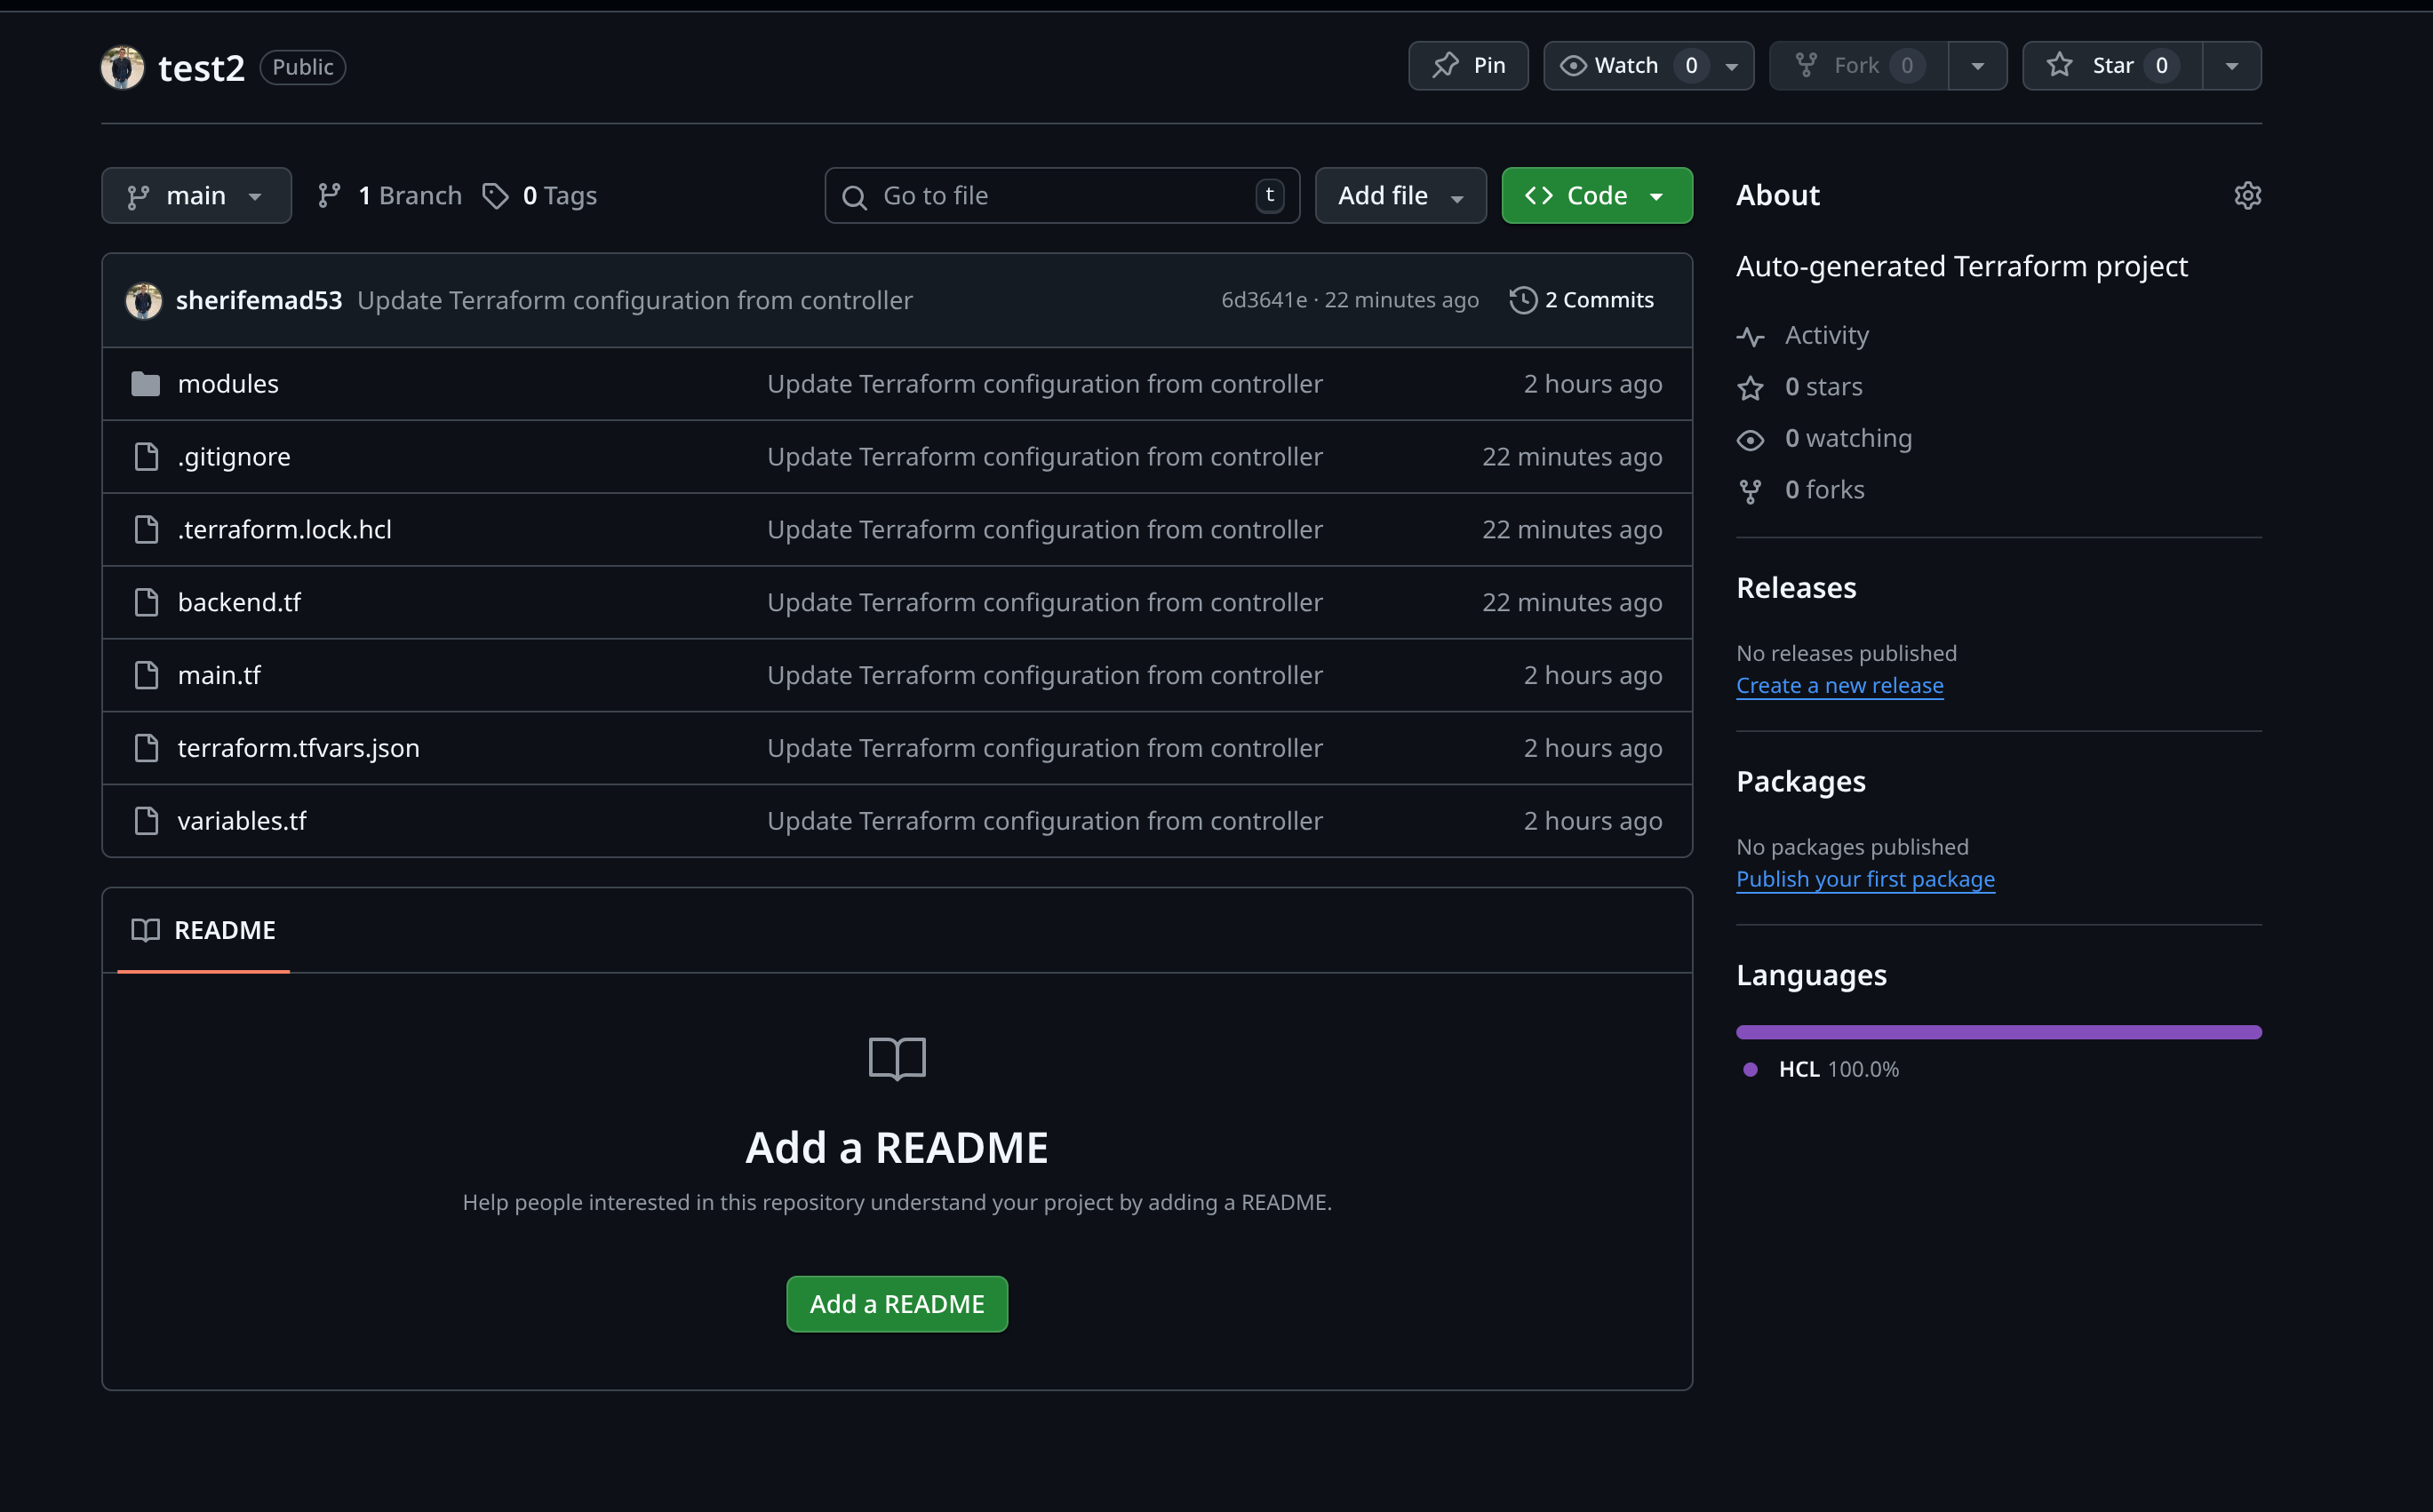 test2 Public
Pin
Watch 0
Fork 0
Star 0
main
1 Branch
0 Tags
Go to file
t
Add file
Code
sherifemad53 Update Terraform configuration from controller
6d3641e · 22 minutes ago
2 Commits
modules Update Terraform configuration from controller 2 hours ago
.gitignore Update Terraform configuration from controller 22 minutes ago
.terraform.lock.hcl Update Terraform configuration from controller 22 minutes ago
backend.tf Update Terraform configuration from controller 22 minutes ago
main.tf Update Terraform configuration from controller 2 hours ago
terraform.tfvars.json Update Terraform configuration from controller 2 hours ago
variables.tf Update Terraform configuration from controller 2 hours ago
README
Add a README
Help people interested in this repository understand your project by adding a README.
Add a README
About
Auto-generated Terraform project
Activity
0 stars
0 watching
0 forks
Releases
No releases published
Create a new release
Packages
No packages published
Publish your first package
Languages
HCL 100.0%